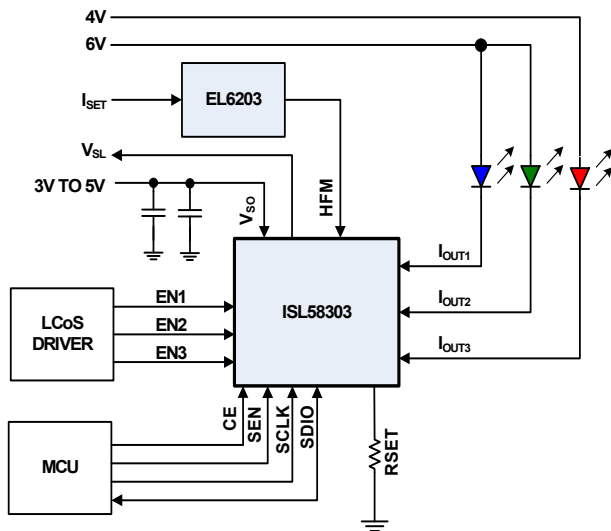 4V
6V
EL6203
ISET
VSL
3V TO 5V
VSO
HFM
IOUT1
ISL58303
IOUT2
IOUT3
LCoS
DRIVER
EN1
EN2
EN3
CE
SEN
SCLK
SDIO
RSET
MCU